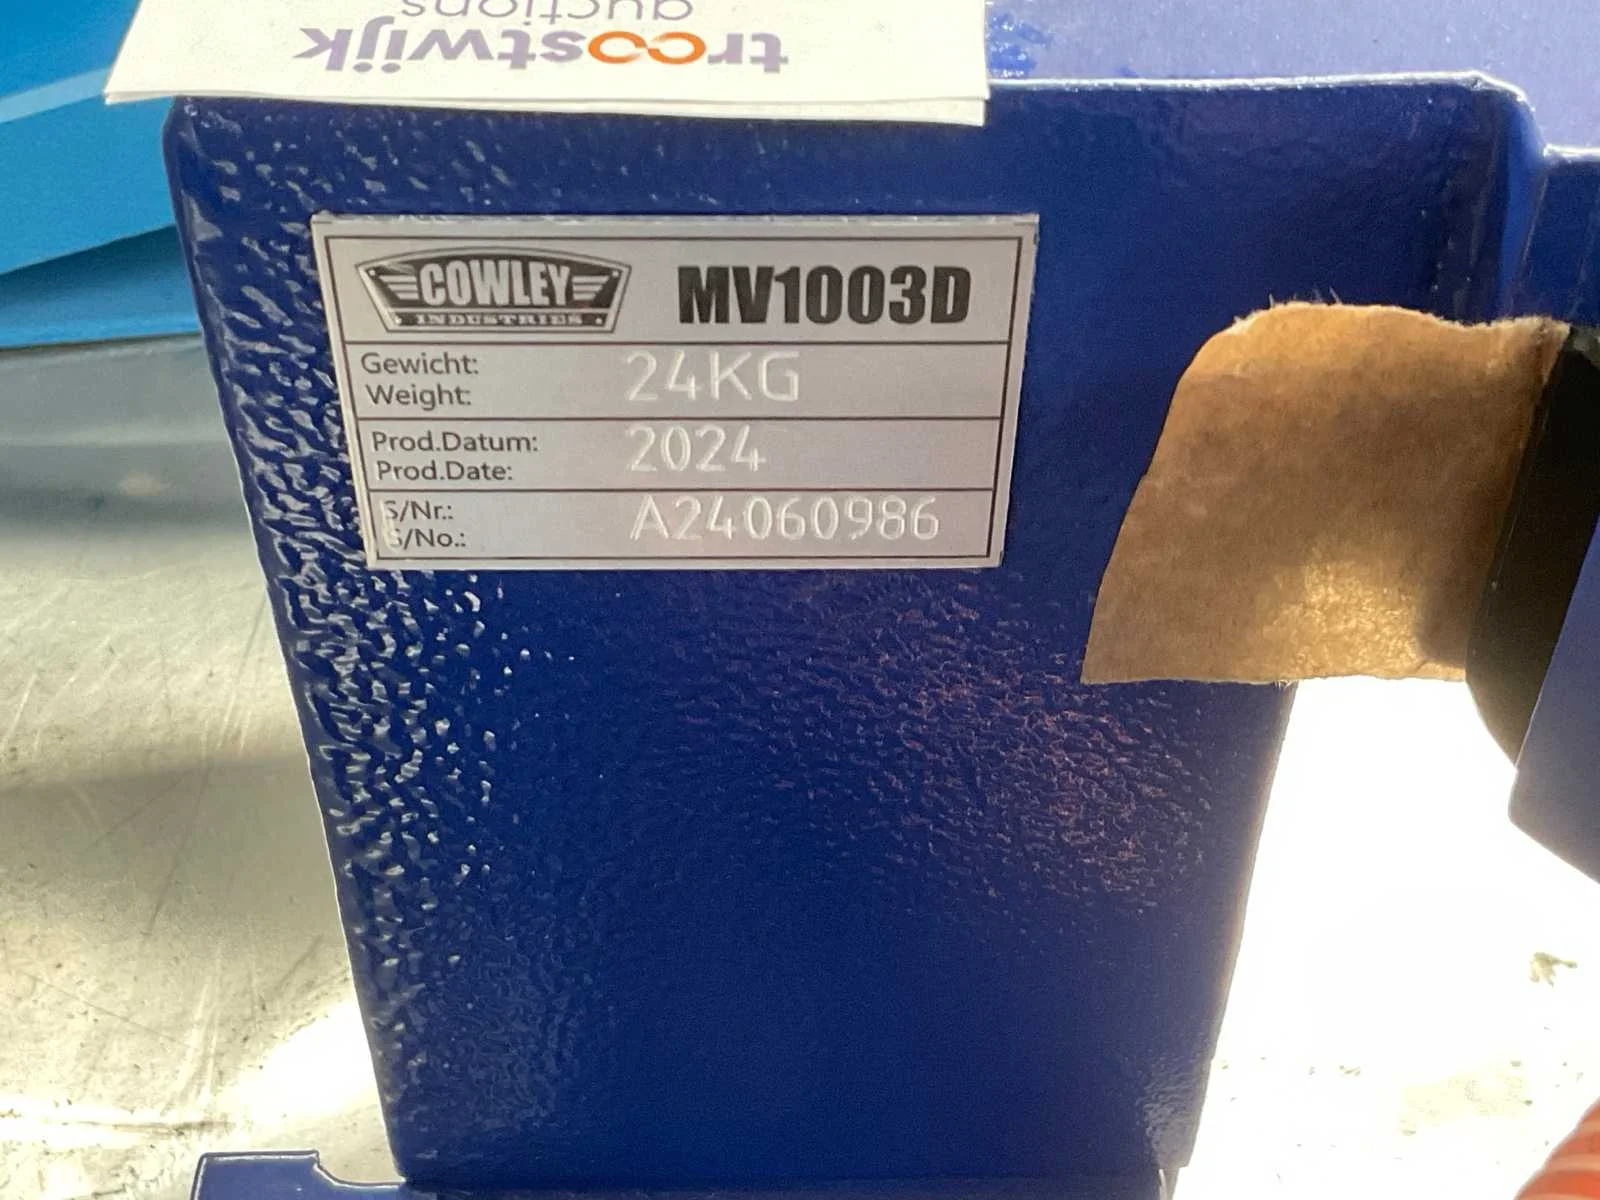 troostwijk
auctions
COWLEY
INDUSTRIES
MV1003D
Gewicht:
Weight:
24KG
Prod.Datum:
Prod.Date:
2024
S/Nr.:
S/No.:
A24060986